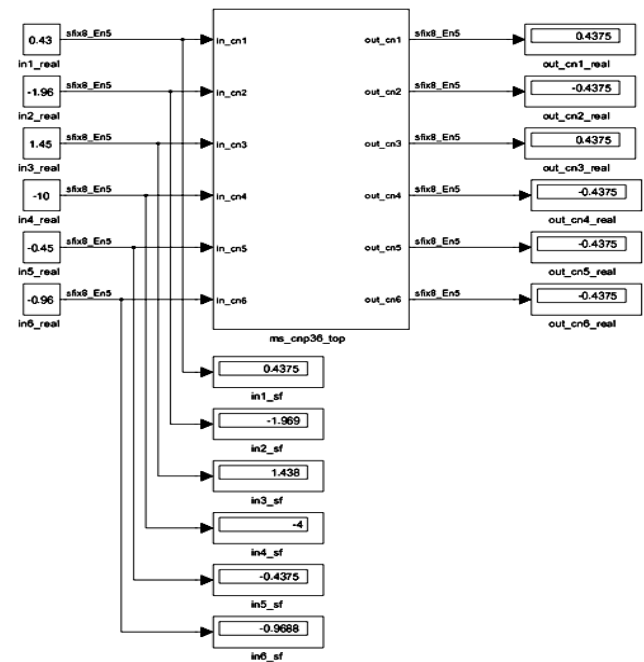 0.43 sfix8_En5 in_cn1 out_cn1 sfix8_En5 0.4375
in1_real out_cn1_real
-1.96 sfix8_En5 in_cn2 out_cn2 sfix8_En5 -0.4375
in2_real out_cn2_real
1.45 sfix8_En5 in_cn3 out_cn3 sfix8_En5 0.4375
in3_real out_cn3_real
-10 sfix8_En5 in_cn4 out_cn4 sfix8_En5 -0.4375
in4_real out_cn4_real
-0.45 sfix8_En5 in_cn5 out_cn5 sfix8_En5 -0.4375
in5_real out_cn5_real
-0.96 sfix8_En5 in_cn6 out_cn6 sfix8_En5 -0.4375
in6_real out_cn6_real
ms_cnp36_top
0.4375
in1_sf
-1.969
in2_sf
1.438
in3_sf
-4
in4_sf
-0.4375
in5_sf
-0.9688
in6_sf